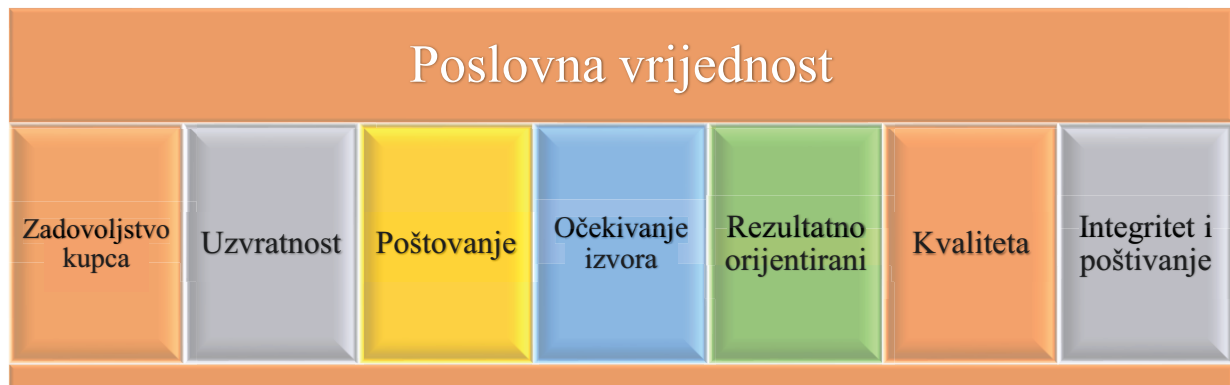 Poslovna vrijednost
Zadovoljstvo
kupca
Uzvratnost
Poštovanje
Očekivanje
izvora
Rezultatno
orijentirani
Kvaliteta
Integritet i
poštivanje